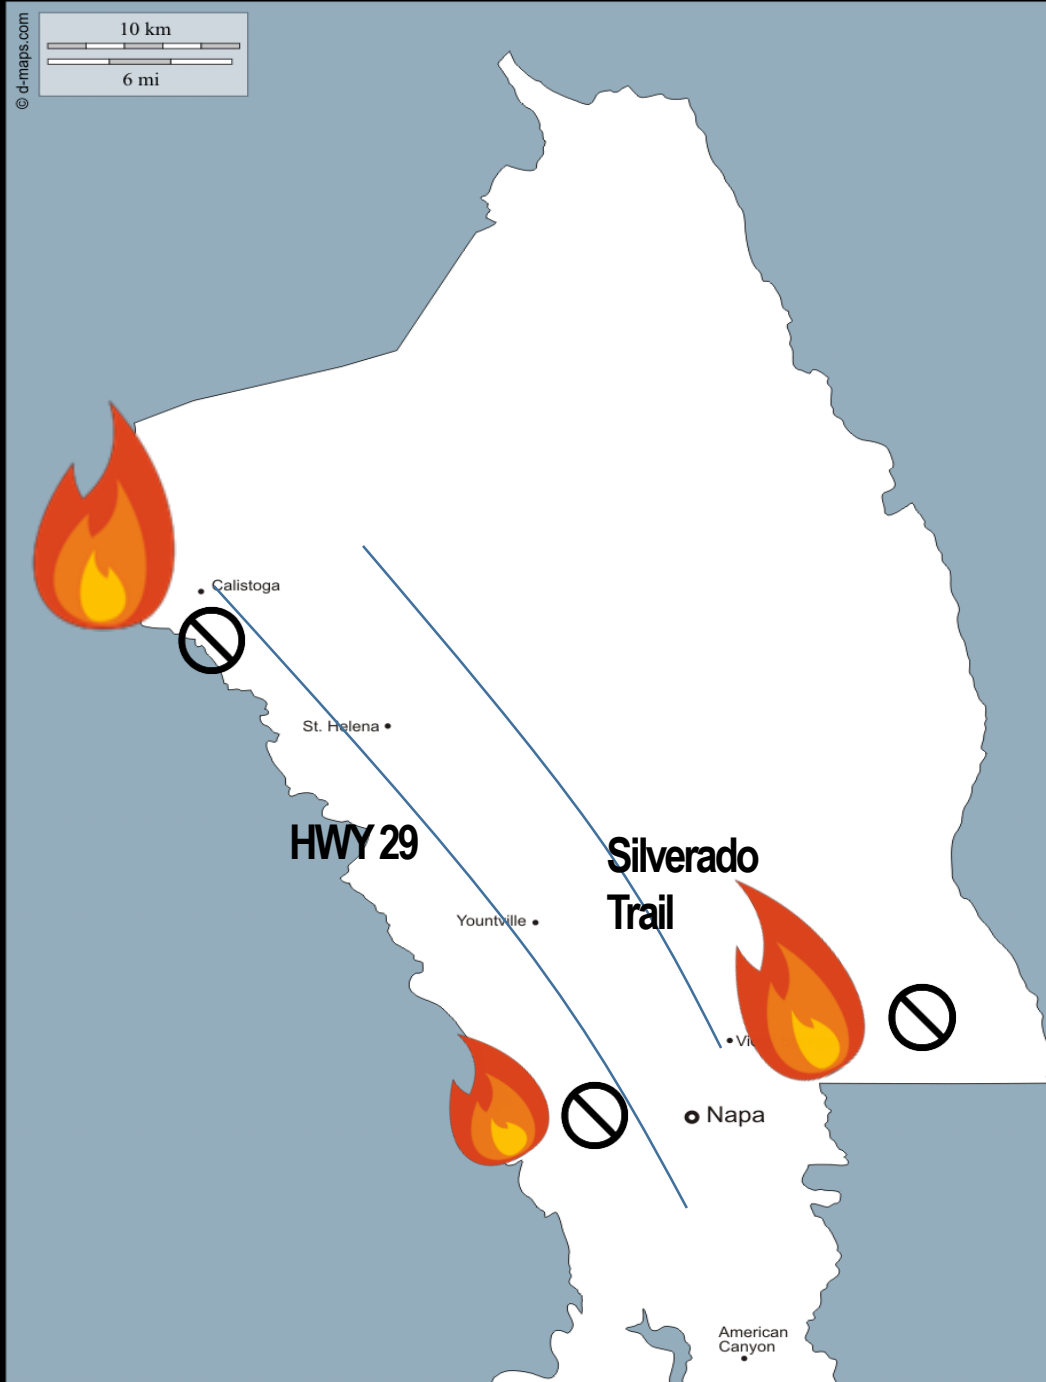 © d-maps.com
10 km
6 mi
Calistoga
St. Helena
HWY 29
Silverado
Trail
Yountville
Napa
American
Canyon